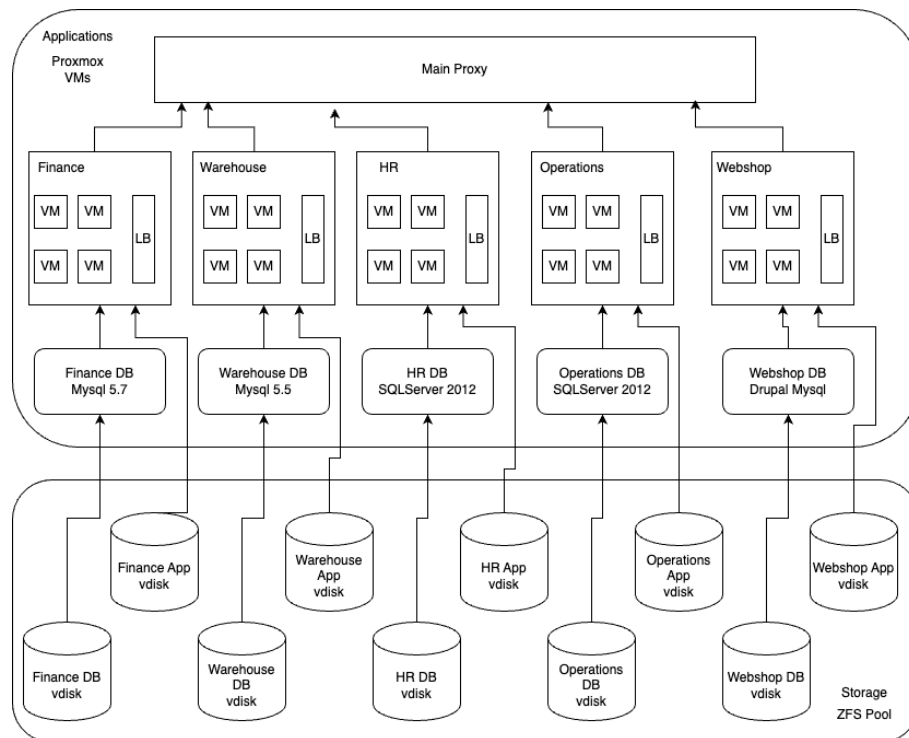 Applications
Proxmox
VMs
Main Proxy
Finance
VM VM
LB
VM VM
Warehouse
VM VM
LB
VM VM
HR
VM VM
LB
VM VM
Operations
VM VM
LB
VM VM
Webshop
VM VM
LB
VM VM
Finance DB
Mysql 5.7
Warehouse DB
Mysql 5.5
HR DB
SQLServer 2012
Operations DB
SQLServer 2012
Webshop DB
Drupal Mysql
Finance App
vdisk
Warehouse
App
vdisk
HR App
vdisk
Operations
App
vdisk
Webshop App
vdisk
Finance DB
vdisk
Warehouse
DB
vdisk
HR DB
vdisk
Operations
DB
vdisk
Webshop DB
vdisk
Storage
ZFS Pool